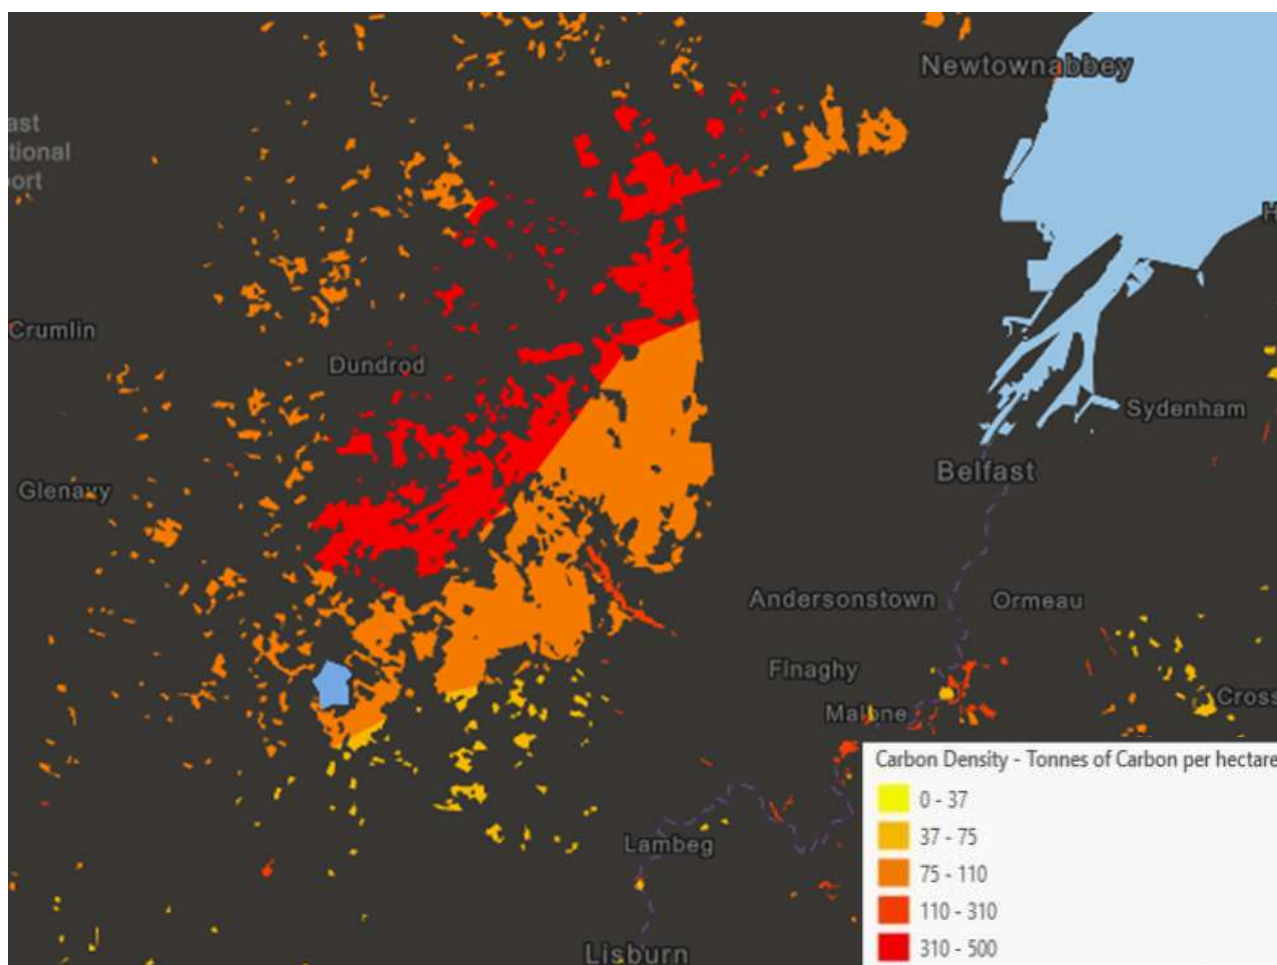 Newtownabbey
ast
tional
port
H
Crumlin
Dundrod
Sydenham
Belfast
Glenavy
Andersonstown
Ormeau
Finaghy
Malone
Cross
Carbon Density - Tonnes of Carbon per hectare
0 - 37
37 - 75
75 - 110
110 - 310
310 - 500
Lambeg
Lisburn